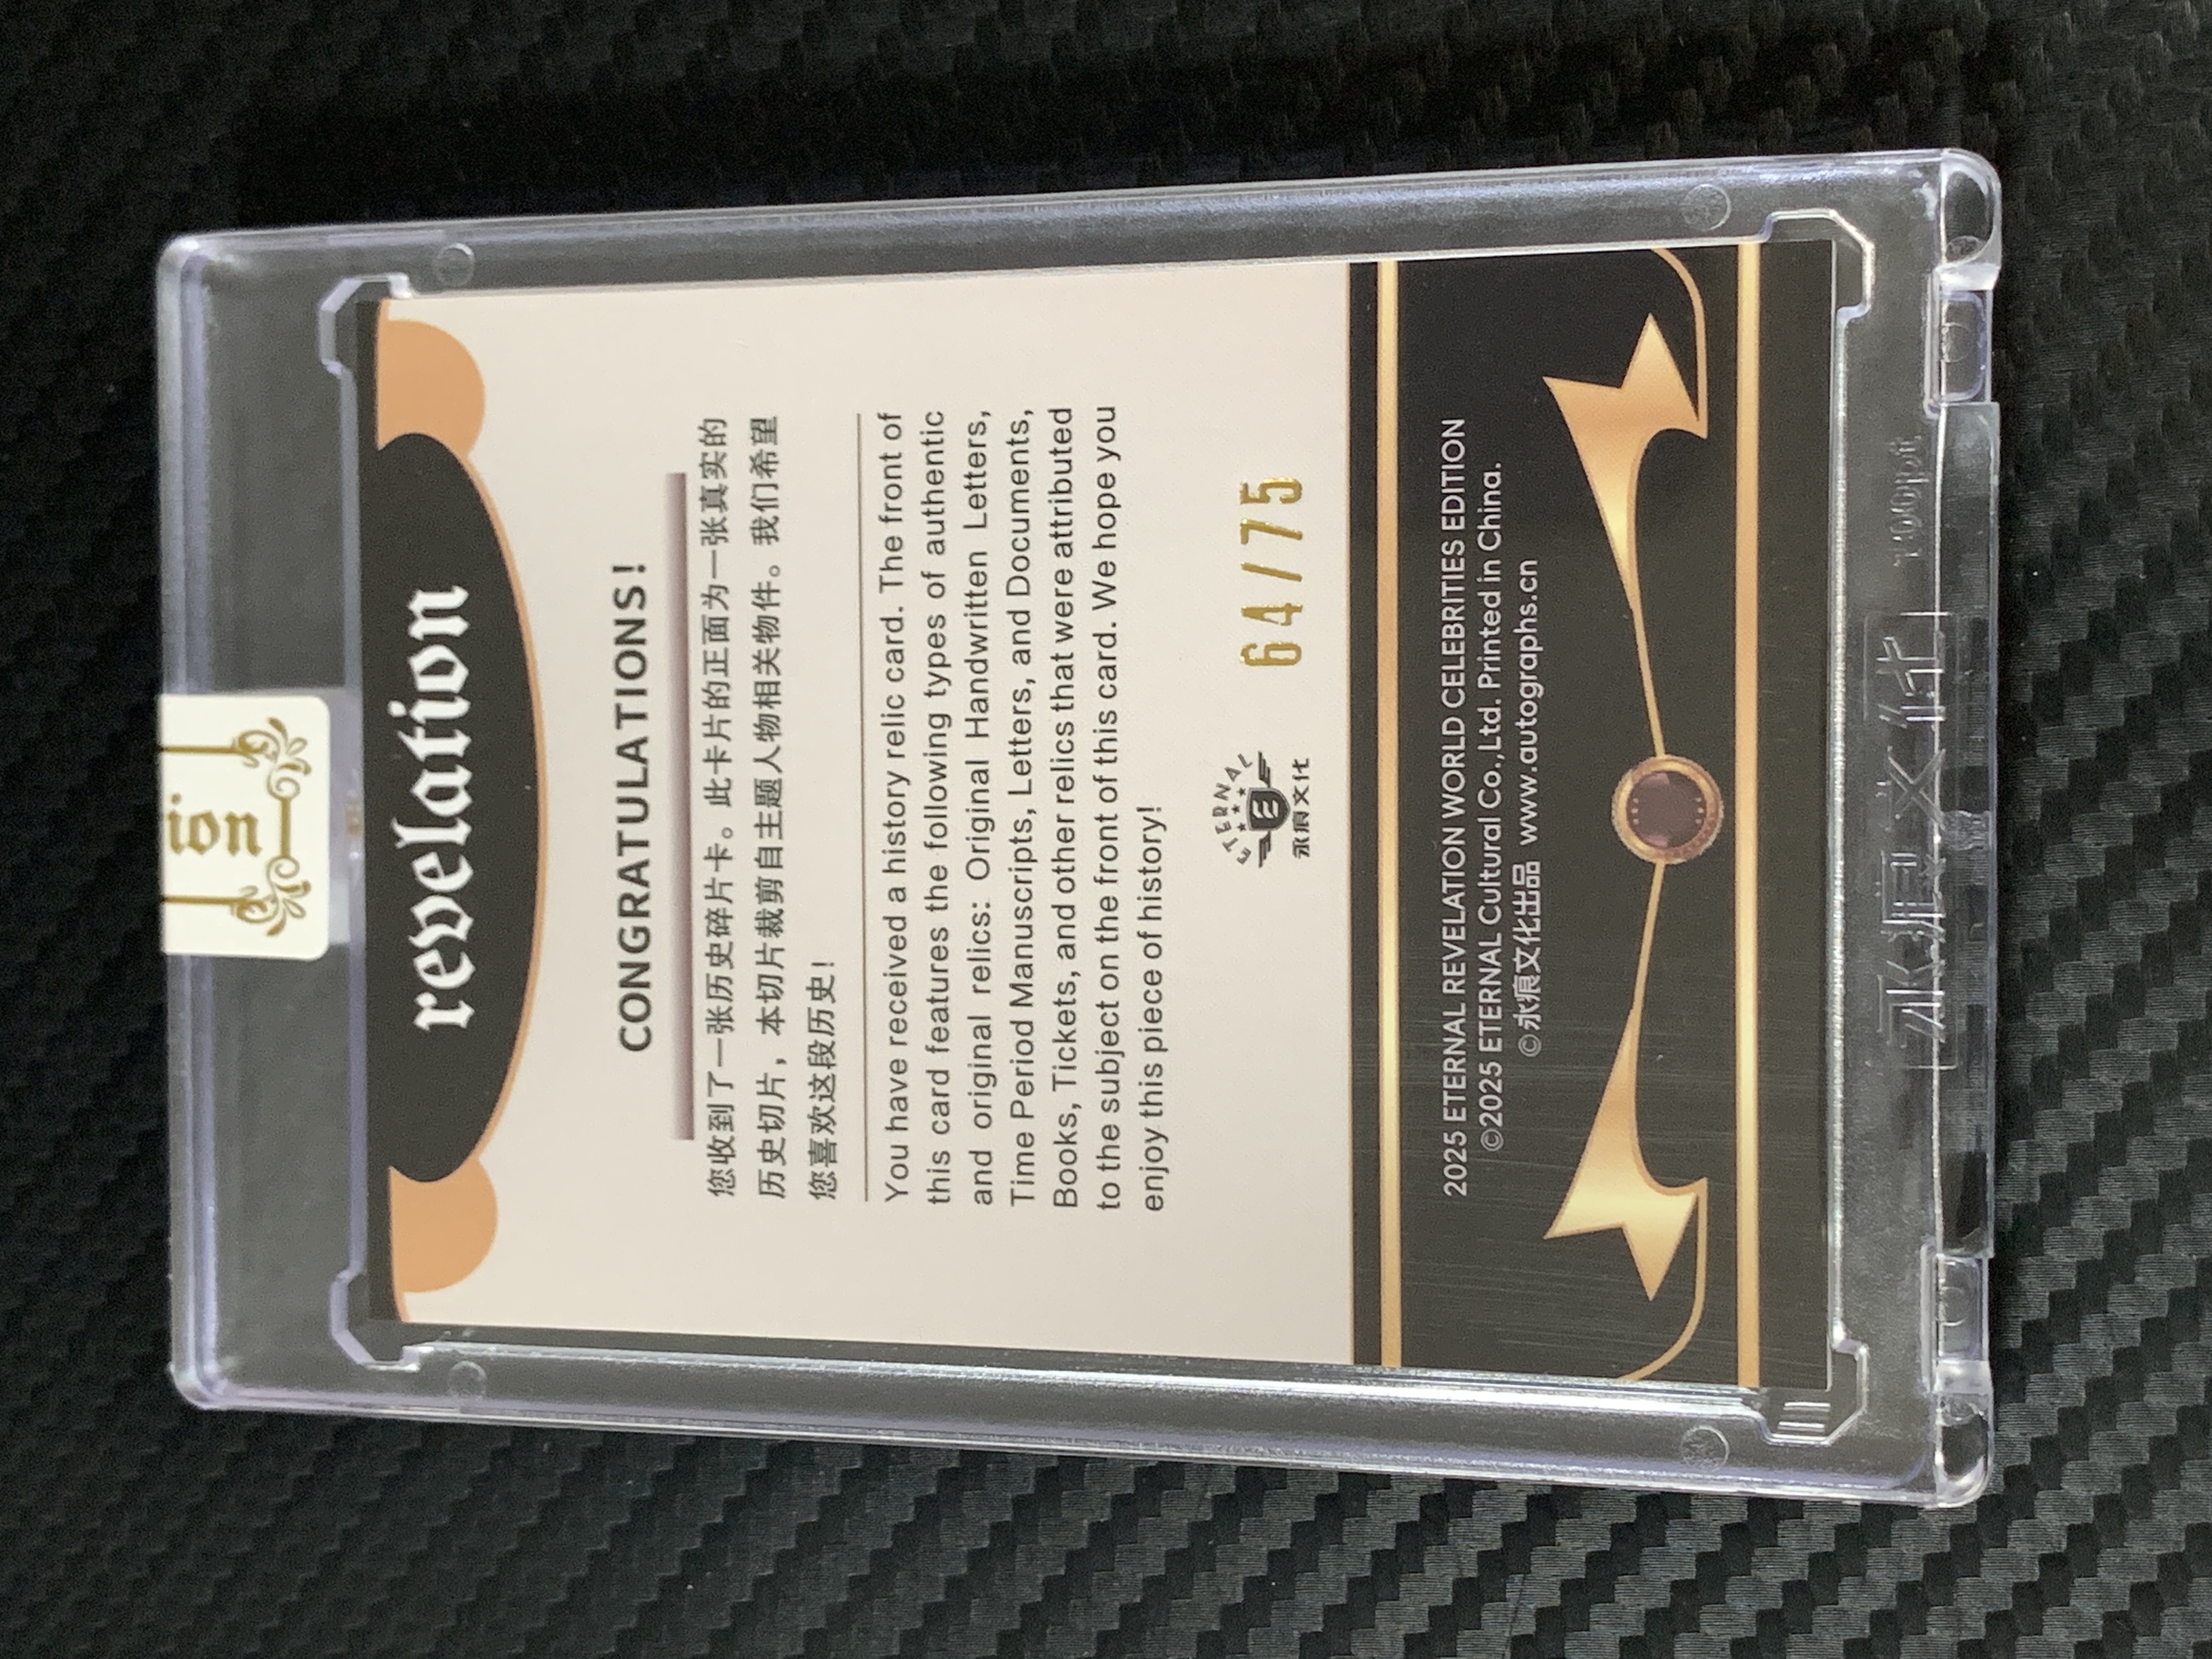 ion
revelation
CONGRATULATIONS!
您收到了一张历史碎片卡。此卡片的正面为一张真实的
历史切片，本切片裁剪自主题人物相关物件。我们希望
您喜欢这段历史！
You have received a history relic card. The front of
this card features the following types of authentic
and original relics: Original Handwritten Letters,
Time Period Manuscripts, Letters, and Documents,
Books, Tickets, and other relics that were attributed
to the subject on the front of this card. We hope you
enjoy this piece of history!
ETERNAL
E
永痕文化
64/75
2025 ETERNAL REVELATION WORLD CELEBRITIES EDITION
©2025 ETERNAL Cultural Co.,Ltd. Printed in China.
©永痕文化出品 www.autographs.cn
永痕文化
100pt